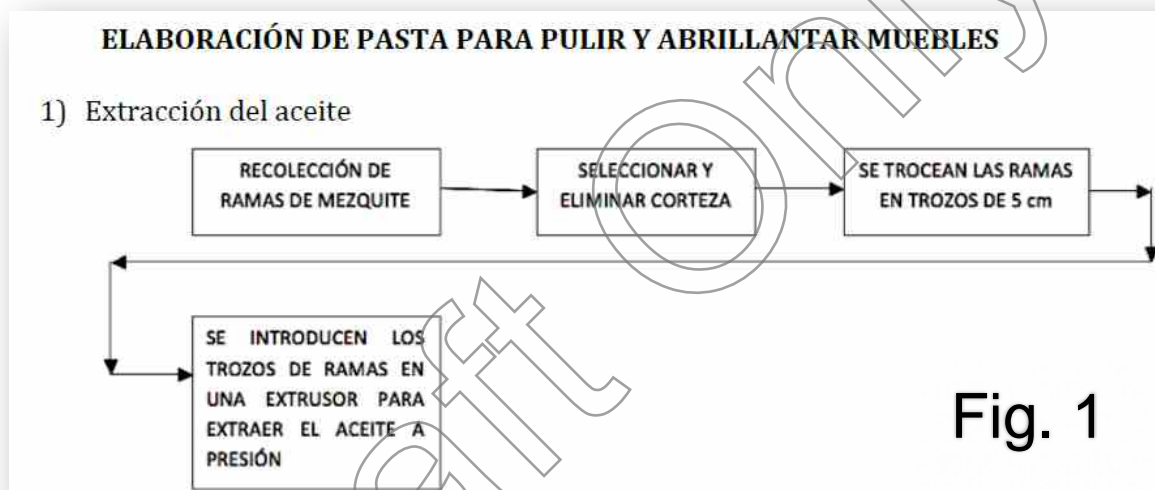 ELABORACIÓN DE PASTA PARA PULIR Y ABRILLANTAR MUEBLES
1) Extracción del aceite
RECOLECCIÓN DE
RAMAS DE MEZQUITE
SELECCIONAR Y
ELIMINAR CORTEZA
SE TROCEAN LAS RAMAS
EN TROZOS DE 5 cm
SE INTRODUCEN LOS
TROZOS DE RAMAS EN
UNA EXTRUSOR PARA
EXTRAER EL ACEITE A
PRESIÓN
Fig. 1